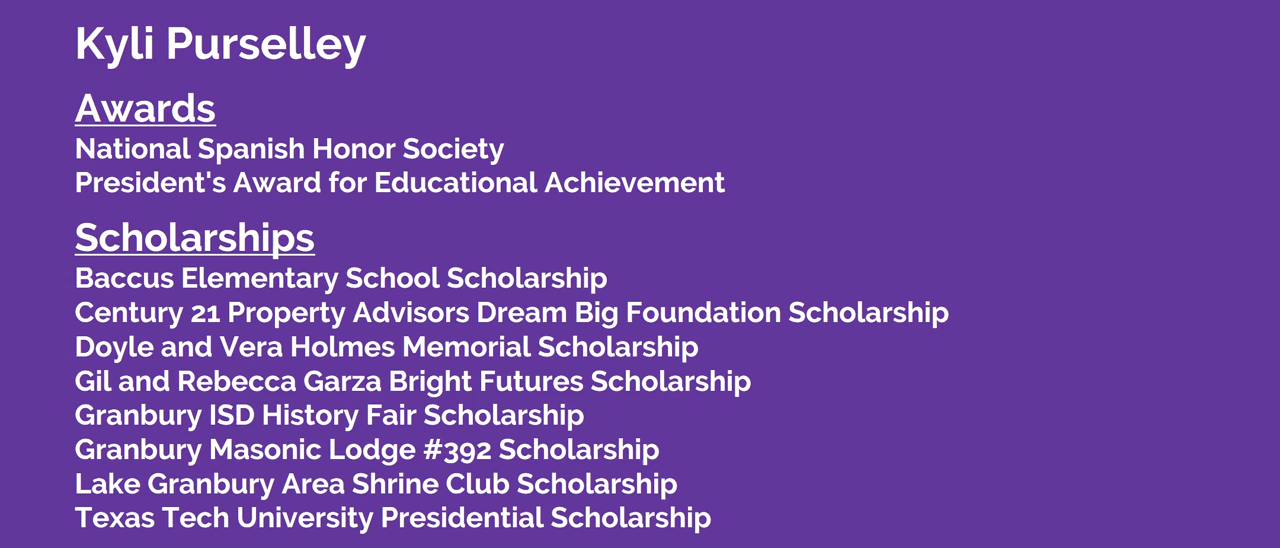 Kyli Purselley
Awards
National Spanish Honor Society
President's Award for Educational Achievement
Scholarships
Baccus Elementary School Scholarship
Century 21 Property Advisors Dream Big Foundation Scholarship
Doyle and Vera Holmes Memorial Scholarship
Gil and Rebecca Garza Bright Futures Scholarship
Granbury ISD History Fair Scholarship
Granbury Masonic Lodge #392 Scholarship
Lake Granbury Area Shrine Club Scholarship
Texas Tech University Presidential Scholarship